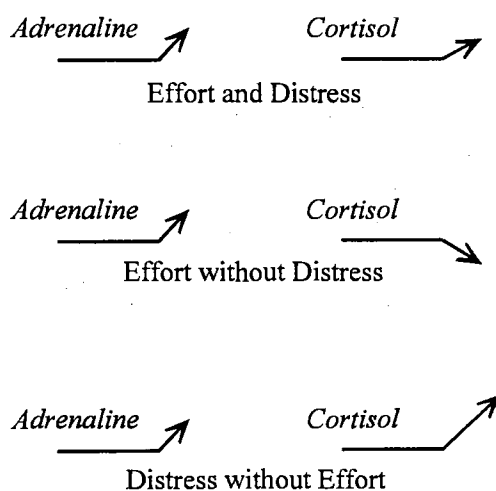 Adrenaline Cortisol
Effort and Distress
Adrenaline Cortisol
Effort without Distress
Adrenaline Cortisol
Distress without Effort